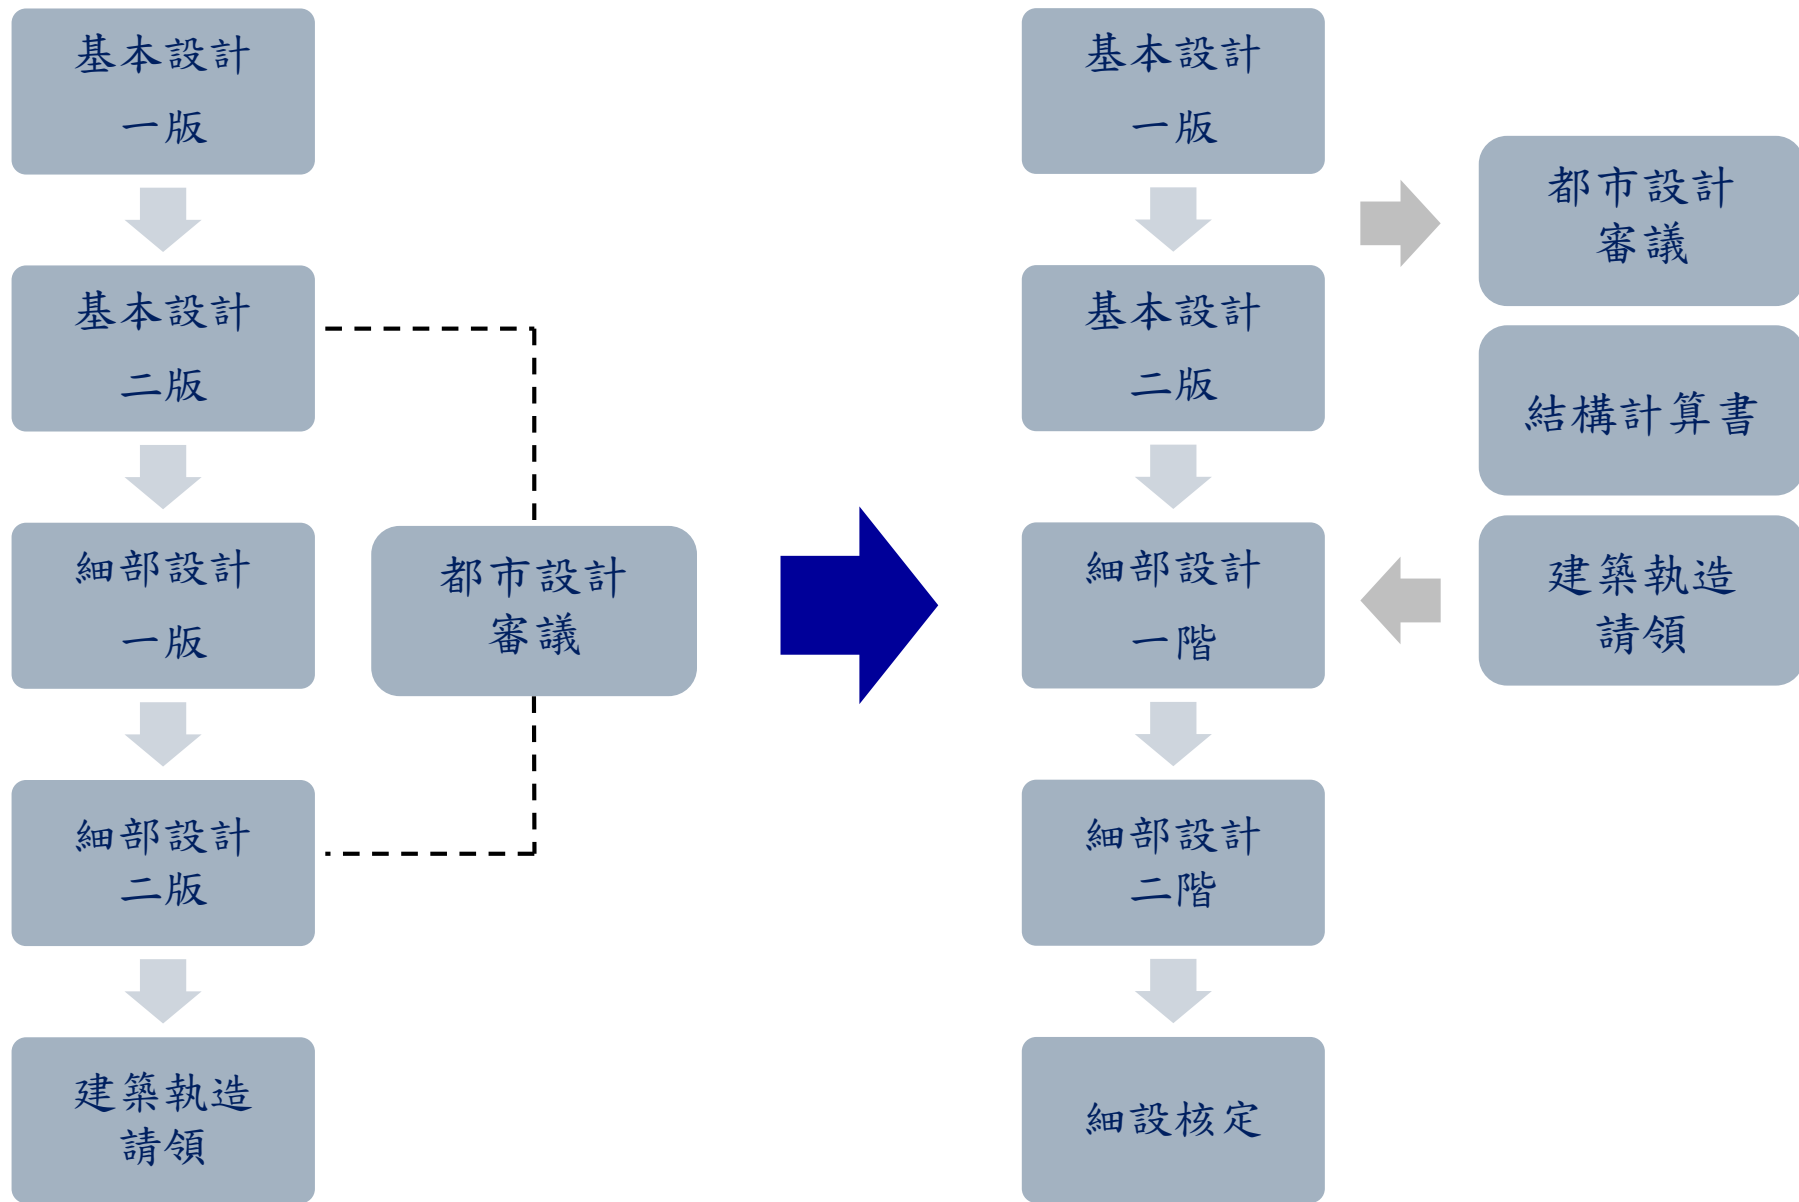 基本設計
一版
基本設計
二版
細部設計
一版
細部設計
二版
建築執造
請領
都市設計
審議
基本設計
一版
基本設計
二版
細部設計
一階
細部設計
二階
細設核定
都市設計
審議
結構計算書
建築執造
請領